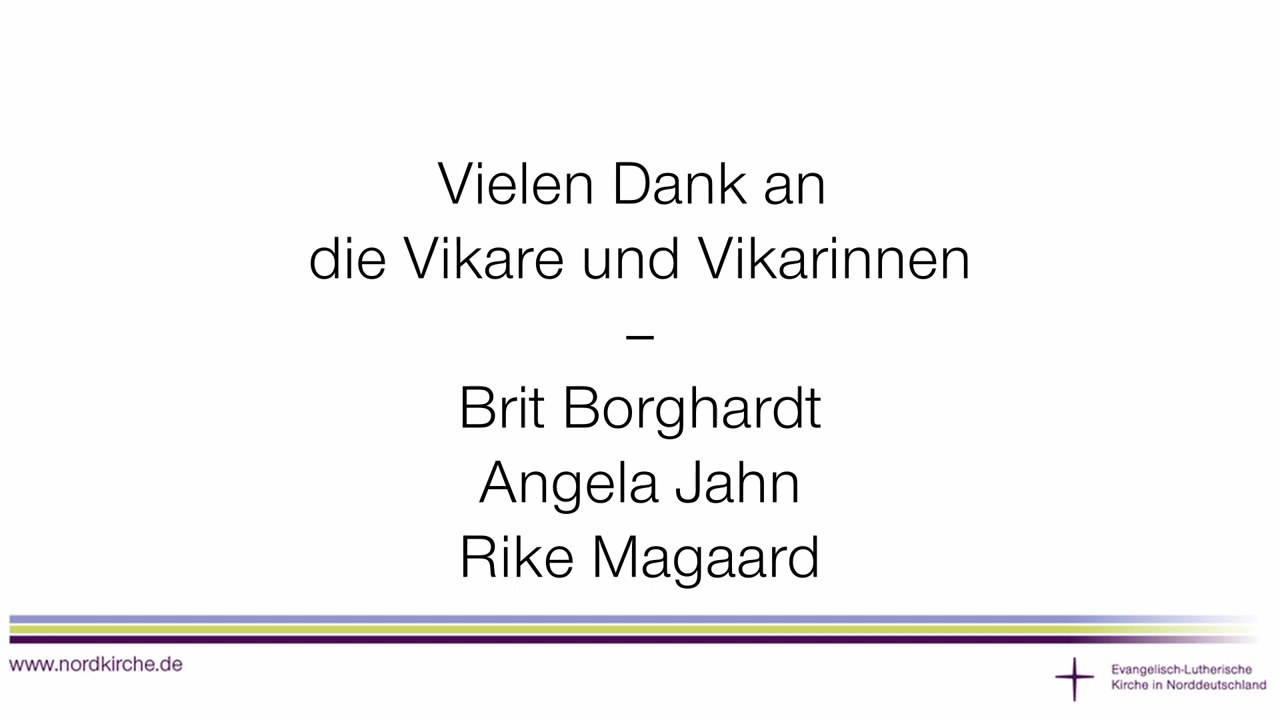 Vielen Dank an
die Vikare und Vikarinnen
–
Brit Borghardt
Angela Jahn
Rike Magaard
www.nordkirche.de
Evangelisch-Lutherische
Kirche in Norddeutschland